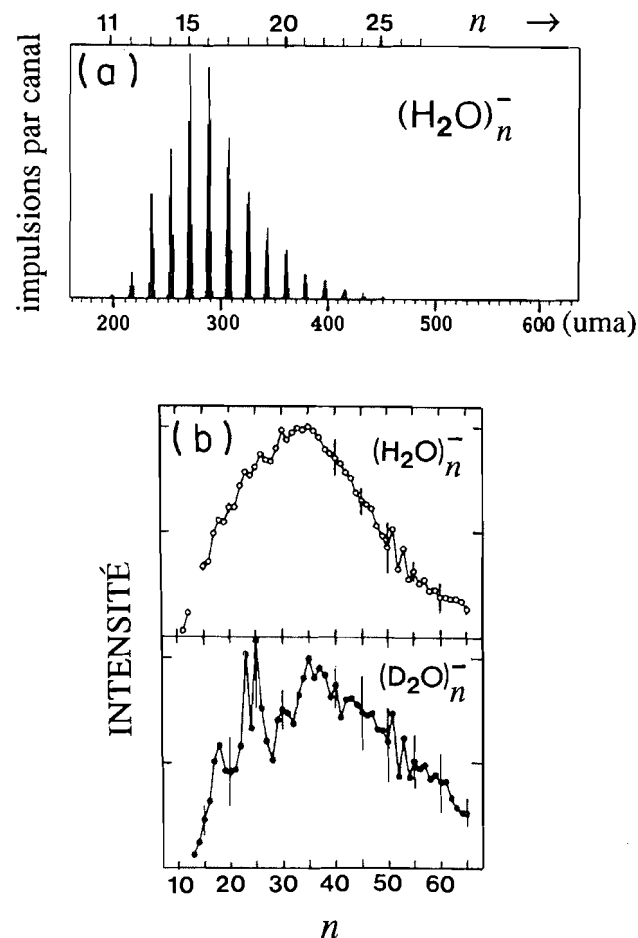 11 15 20 25 n →
(a)
(H₂O)ₙ⁻
impulsions par canal
200 300 400 500 600 (uma)
(b)
(H₂O)ₙ⁻
(D₂O)ₙ⁻
INTENSITÉ
10 20 30 40 50 60
n